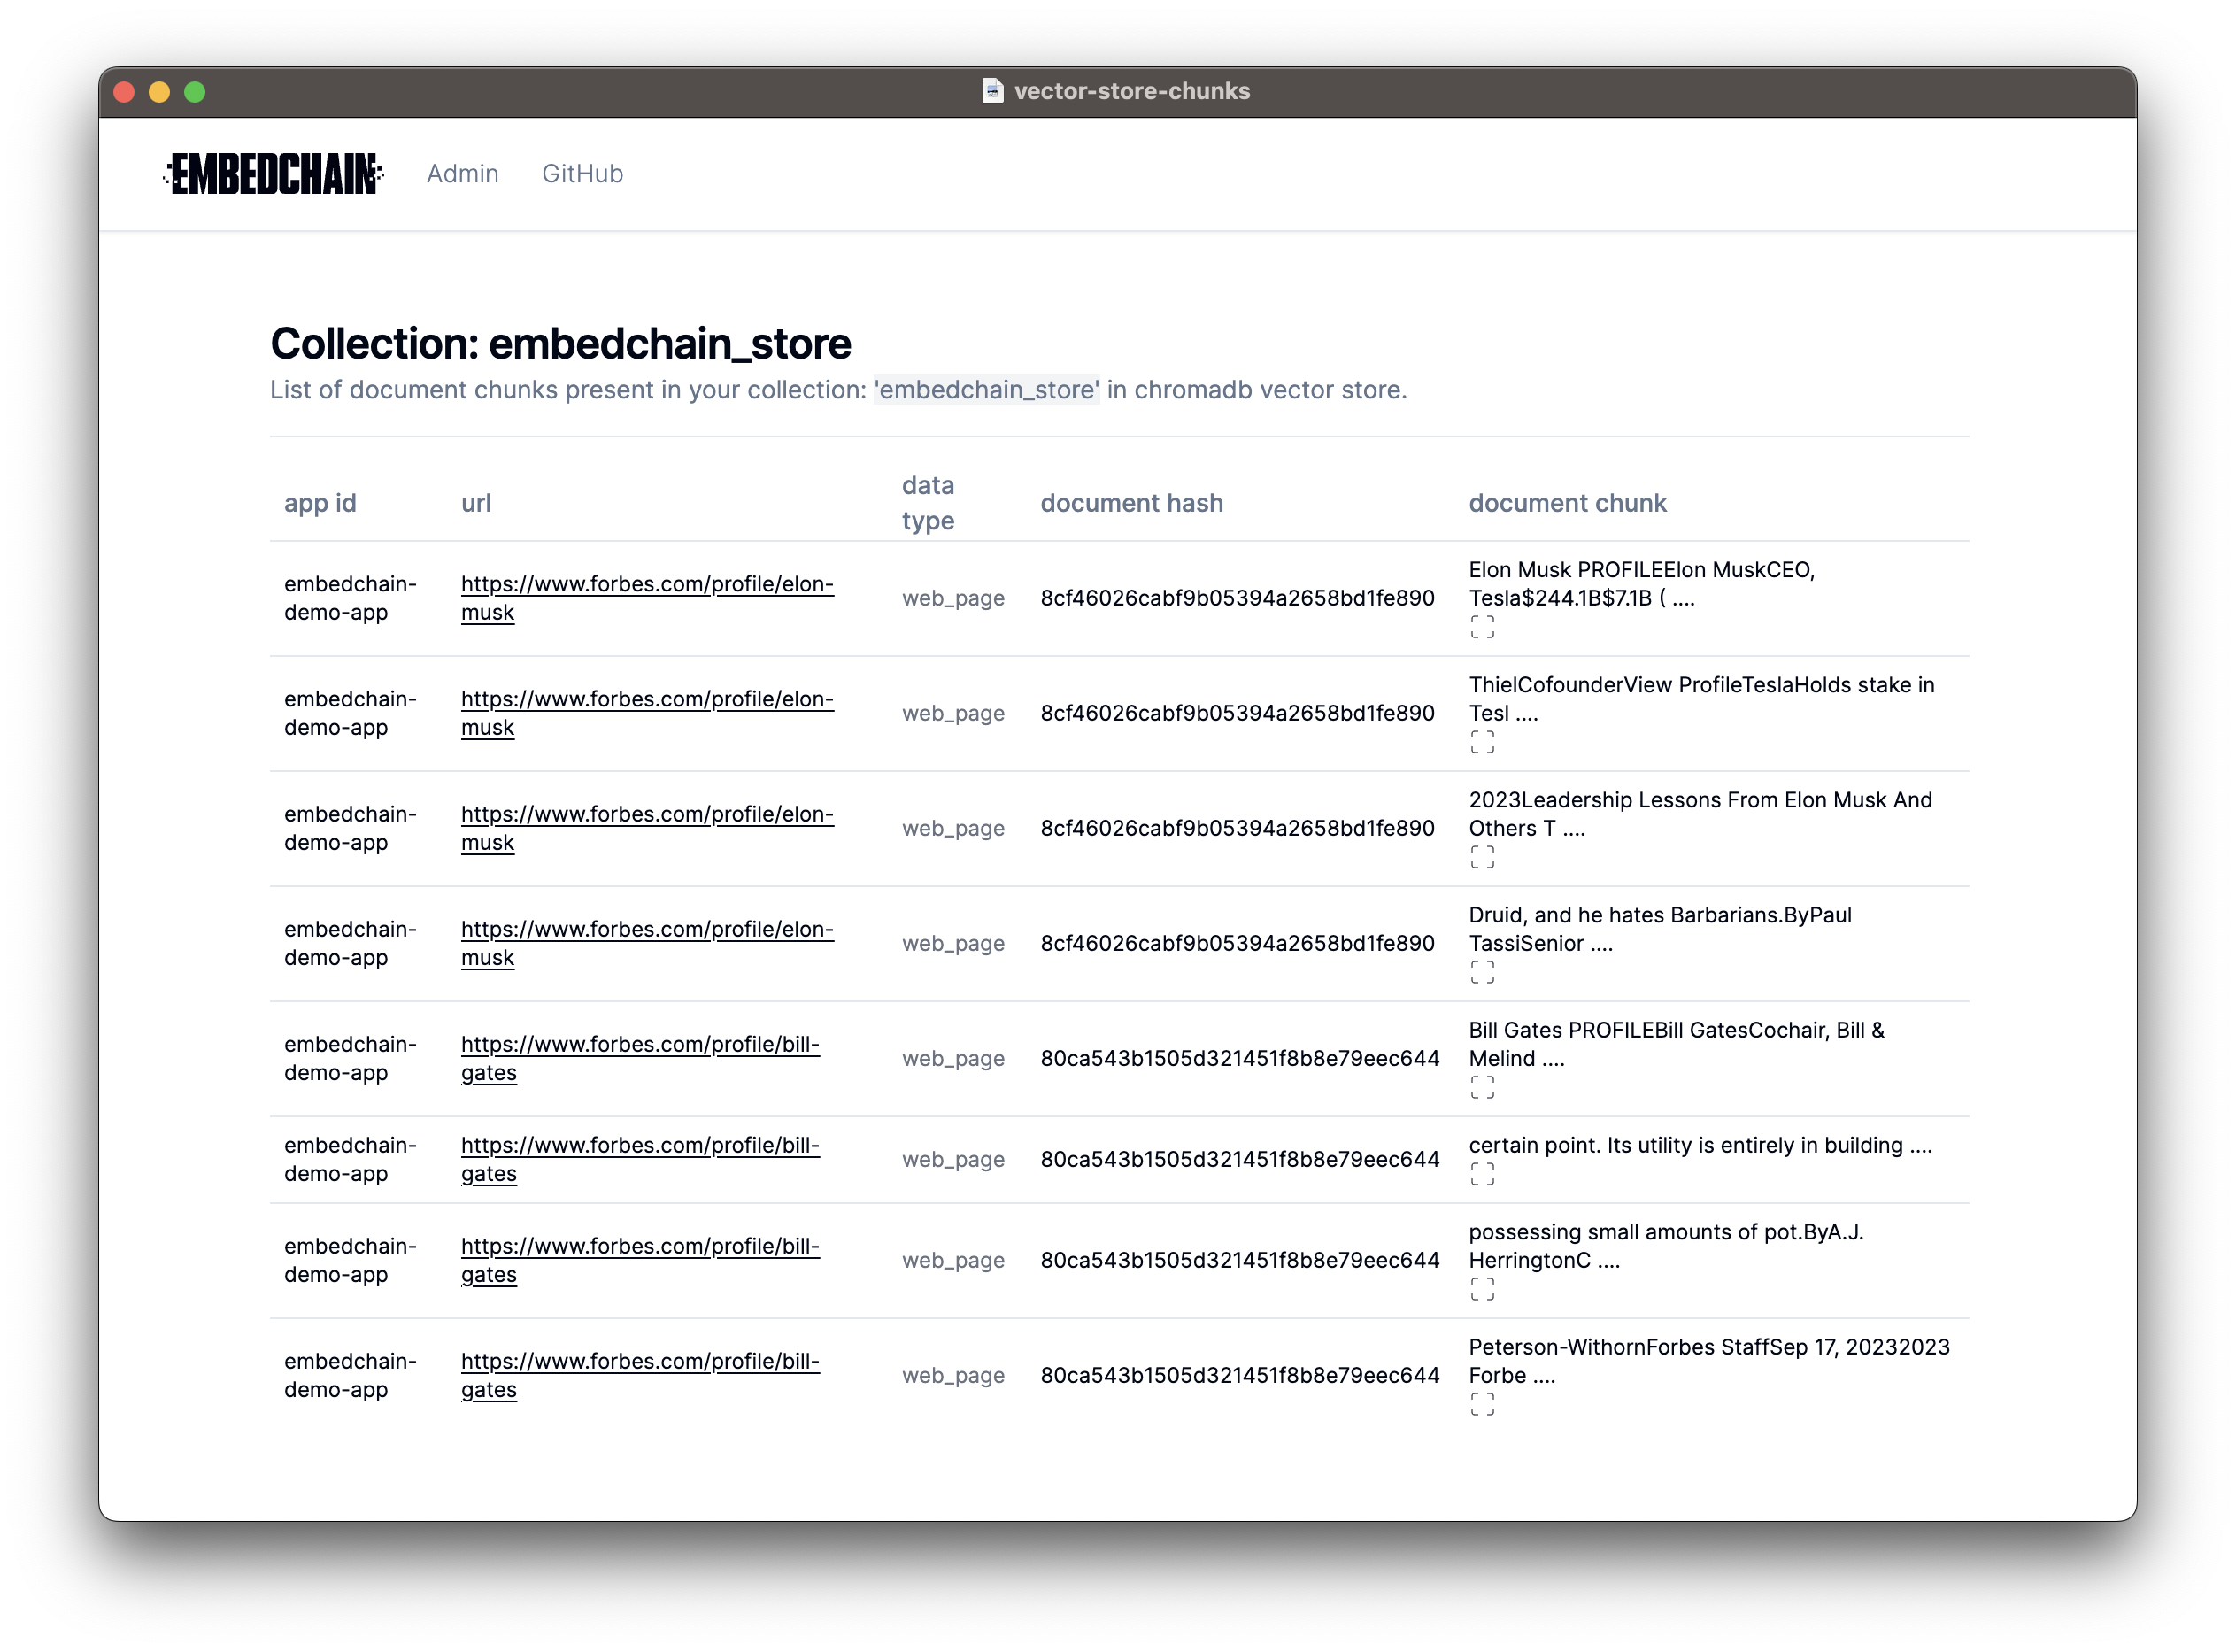 vector-store-chunks
EMBEDCHAIN
Admin
GitHub
Collection: embedchain_store
List of document chunks present in your collection: 'embedchain_store' in chromadb vector store.
app id
url
data
type
document hash
document chunk
embedchain-
demo-app
https://www.forbes.com/profile/elon-
musk
web_page
8cf46026cabf9b05394a2658bd1fe890
Elon Musk PROFILEElon MuskCEO,
Tesla$244.1B$7.1B ( ....
embedchain-
demo-app
https://www.forbes.com/profile/elon-
musk
web_page
8cf46026cabf9b05394a2658bd1fe890
ThielCofounderView ProfileTeslaHolds stake in
Tesl ....
embedchain-
demo-app
https://www.forbes.com/profile/elon-
musk
web_page
8cf46026cabf9b05394a2658bd1fe890
2023Leadership Lessons From Elon Musk And
Others T ....
embedchain-
demo-app
https://www.forbes.com/profile/elon-
musk
web_page
8cf46026cabf9b05394a2658bd1fe890
Druid, and he hates Barbarians.ByPaul
TassiSenior ....
embedchain-
demo-app
https://www.forbes.com/profile/bill-
gates
web_page
80ca543b1505d321451f8b8e79eec644
Bill Gates PROFILEBill GatesCochair, Bill &
Melind ....
embedchain-
demo-app
https://www.forbes.com/profile/bill-
gates
web_page
80ca543b1505d321451f8b8e79eec644
certain point. Its utility is entirely in building ....
embedchain-
demo-app
https://www.forbes.com/profile/bill-
gates
web_page
80ca543b1505d321451f8b8e79eec644
possessing small amounts of pot.ByA.J.
HerringtonC ....
embedchain-
demo-app
https://www.forbes.com/profile/bill-
gates
web_page
80ca543b1505d321451f8b8e79eec644
Peterson-WithornForbes StaffSep 17, 20232023
Forbe ....